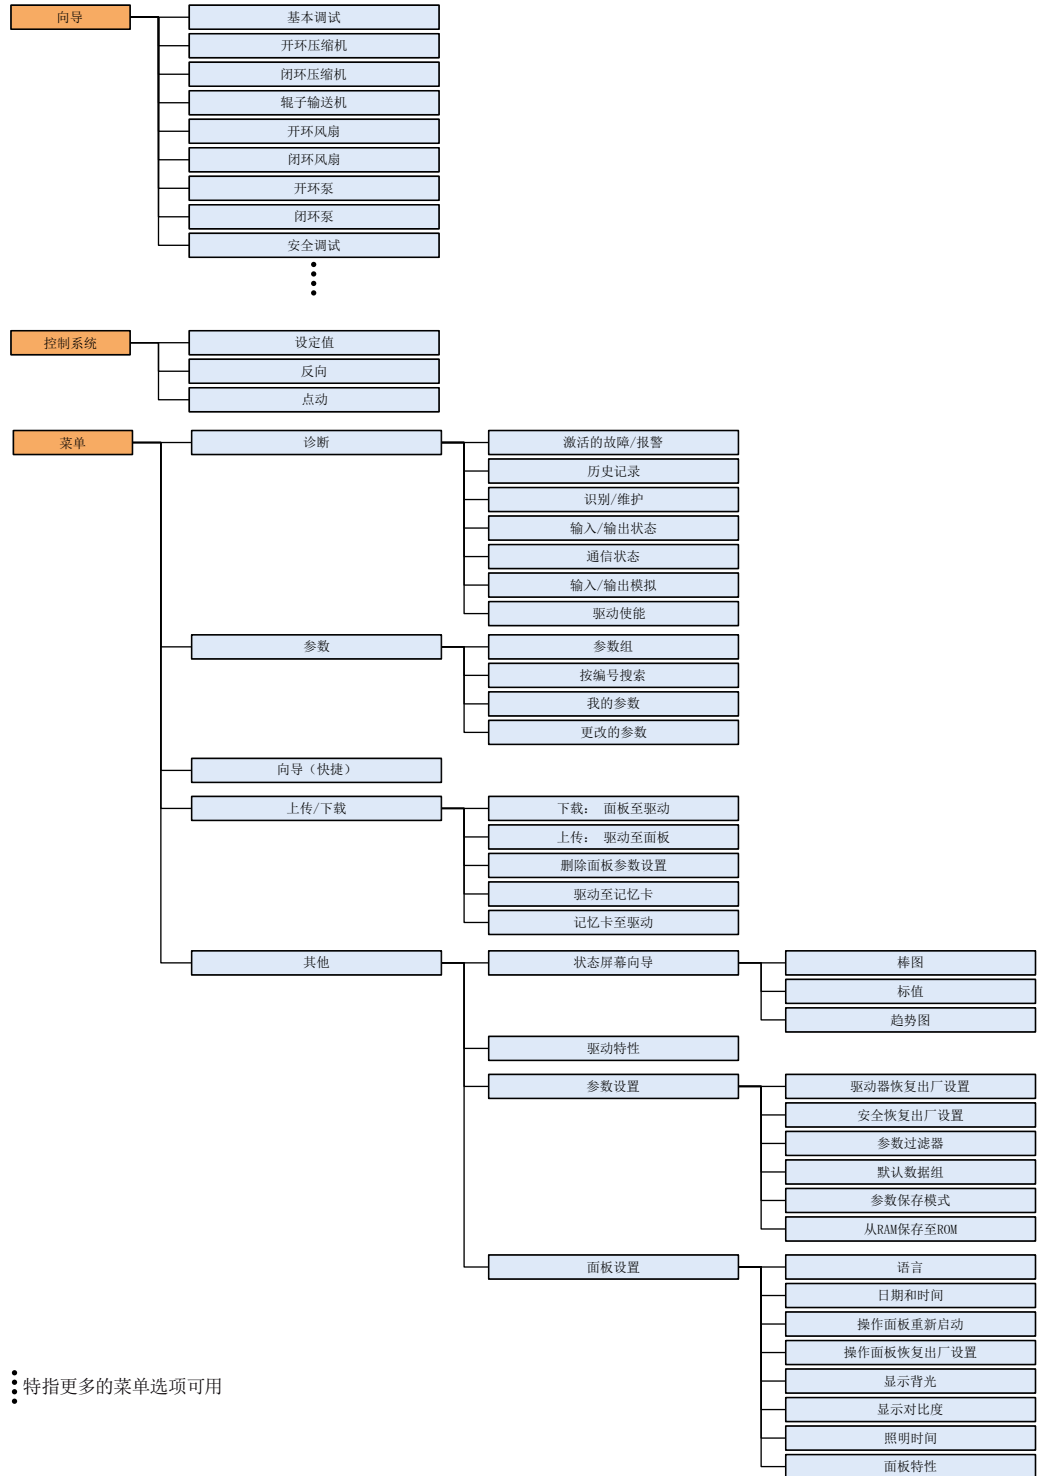 向导
基本调试
开环压缩机
闭环压缩机
辊子输送机
开环风扇
闭环风扇
开环泵
闭环泵
安全调试
控制系统
设定值
反向
点动
菜单
诊断
激活的故障/报警
历史记录
识别/维护
输入/输出状态
通信状态
输入/输出模拟
驱动使能
参数
参数组
按编号搜索
我的参数
更改的参数
向导（快捷）
上传/下载
下载： 面板至驱动
上传： 驱动至面板
删除面板参数设置
驱动至记忆卡
记忆卡至驱动
其他
状态屏幕向导
棒图
标值
趋势图
驱动特性
参数设置
驱动器恢复出厂设置
安全恢复出厂设置
参数过滤器
默认数据组
参数保存模式
从RAM保存至ROM
面板设置
语言
日期和时间
操作面板重新启动
操作面板恢复出厂设置
显示背光
显示对比度
照明时间
面板特性
特指更多的菜单选项可用